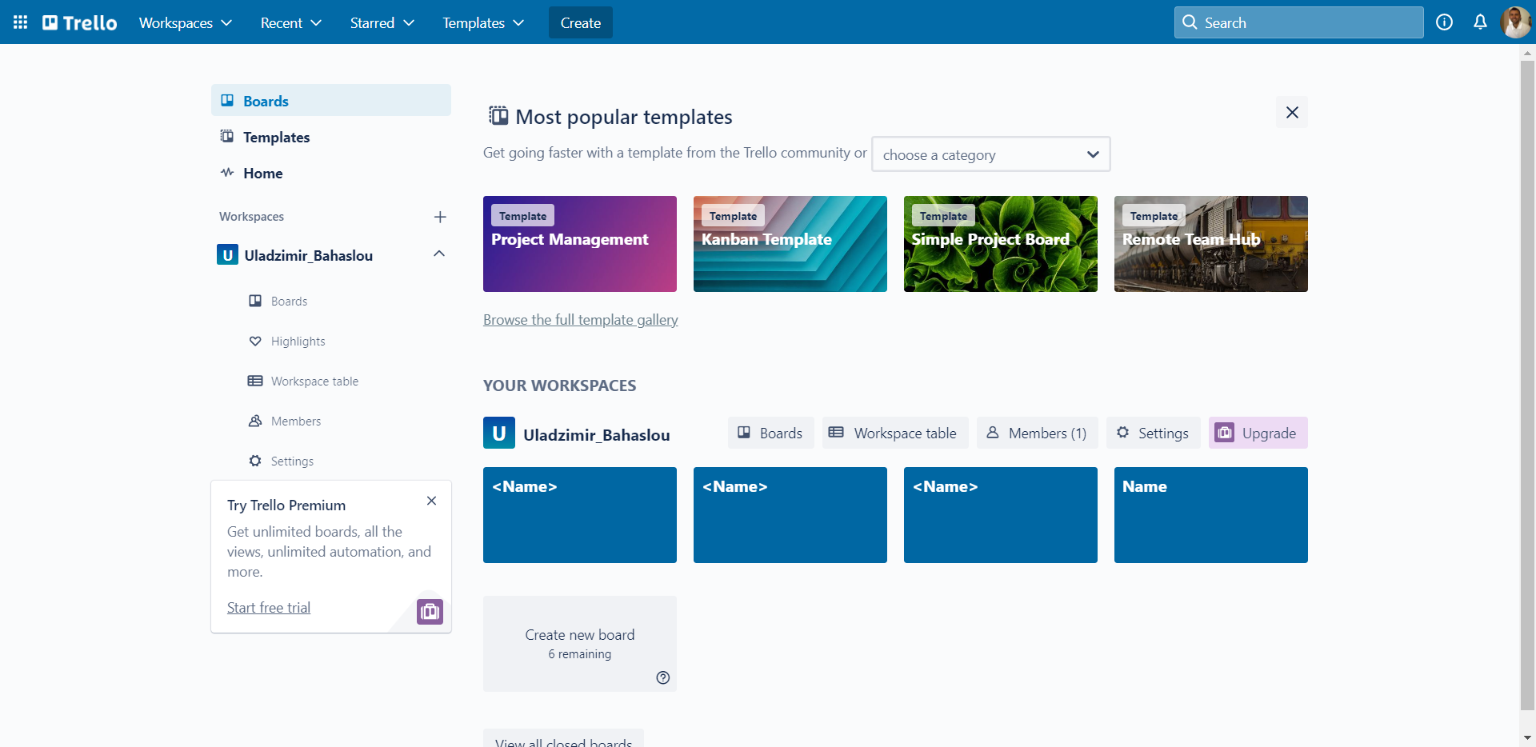 Trello
Workspaces
Recent
Starred
Templates
Create
Search
Boards
Templates
Home
Workspaces
U Uladzimir_Bahaslou
Boards
Highlights
Workspace table
Members
Settings
Try Trello Premium
Get unlimited boards, all the
views, unlimited automation, and
more.
Start free trial
Most popular templates
Get going faster with a template from the Trello community or choose a category
Template
Project Management
Template
Kanban Template
Template
Simple Project Board
Template
Remote Team Hub
Browse the full template gallery
YOUR WORKSPACES
U Uladzimir_Bahaslou
Boards
Workspace table
Members (1)
Settings
Upgrade
<Name>
<Name>
<Name>
Name
Create new board
6 remaining
View all closed boards